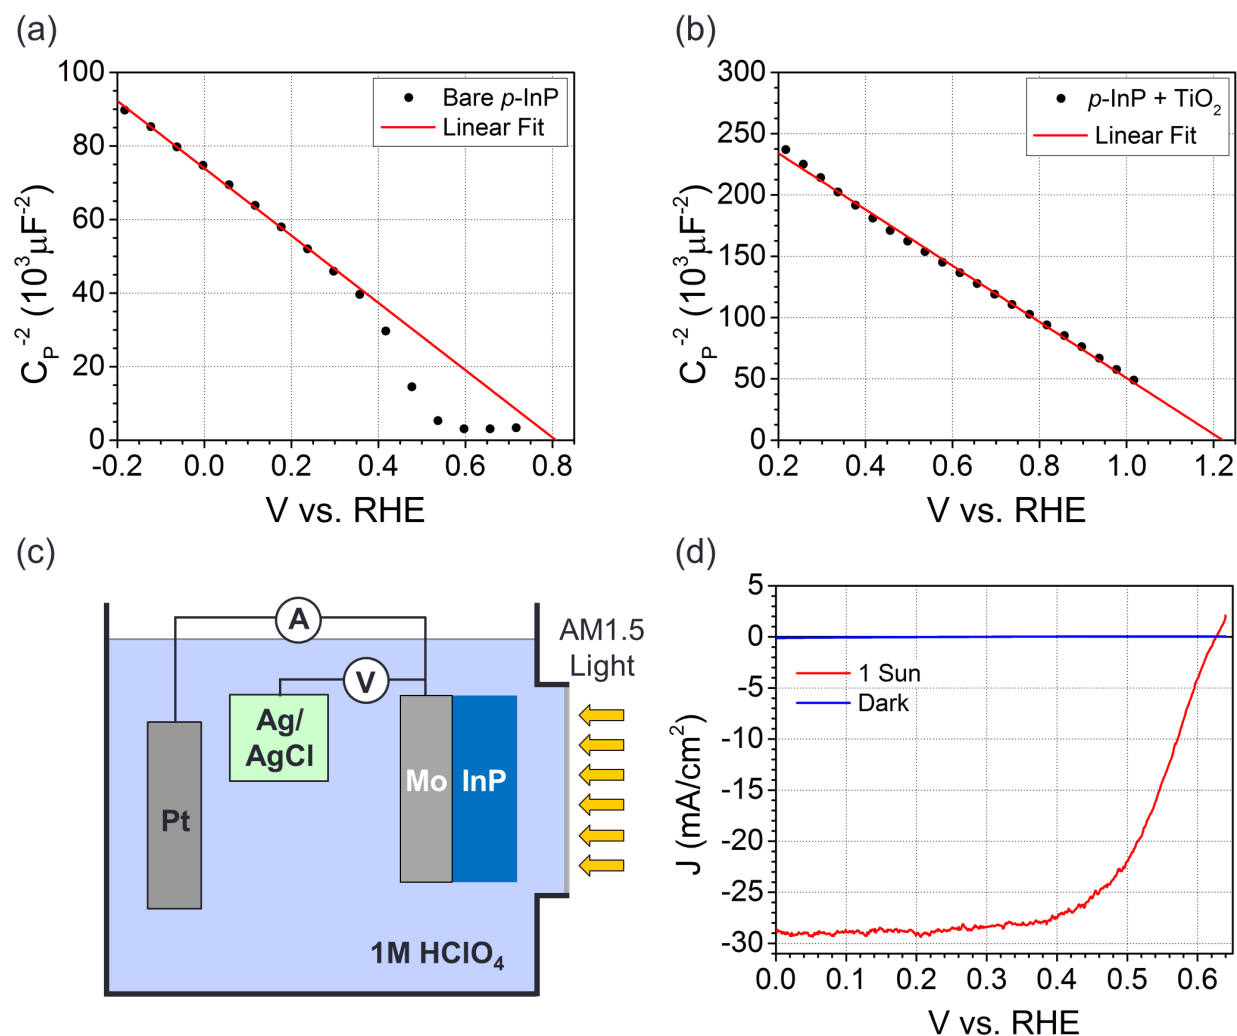 (a)
100
80
60
40
20
0
-0.2 0.0 0.2 0.4 0.6 0.8
C_P^-2 (10^3 μF^-2)
V vs. RHE
Bare p-InP
Linear Fit
(b)
300
250
200
150
100
50
0
0.2 0.4 0.6 0.8 1.0 1.2
C_P^-2 (10^3 μF^-2)
V vs. RHE
p-InP + TiO₂
Linear Fit
(c)
A
V
Ag/
AgCl
Pt
Mo
InP
AM1.5
Light
1M HClO₄
(d)
5
0
-5
-10
-15
-20
-25
-30
0.0 0.1 0.2 0.3 0.4 0.5 0.6
J (mA/cm²)
V vs. RHE
1 Sun
Dark